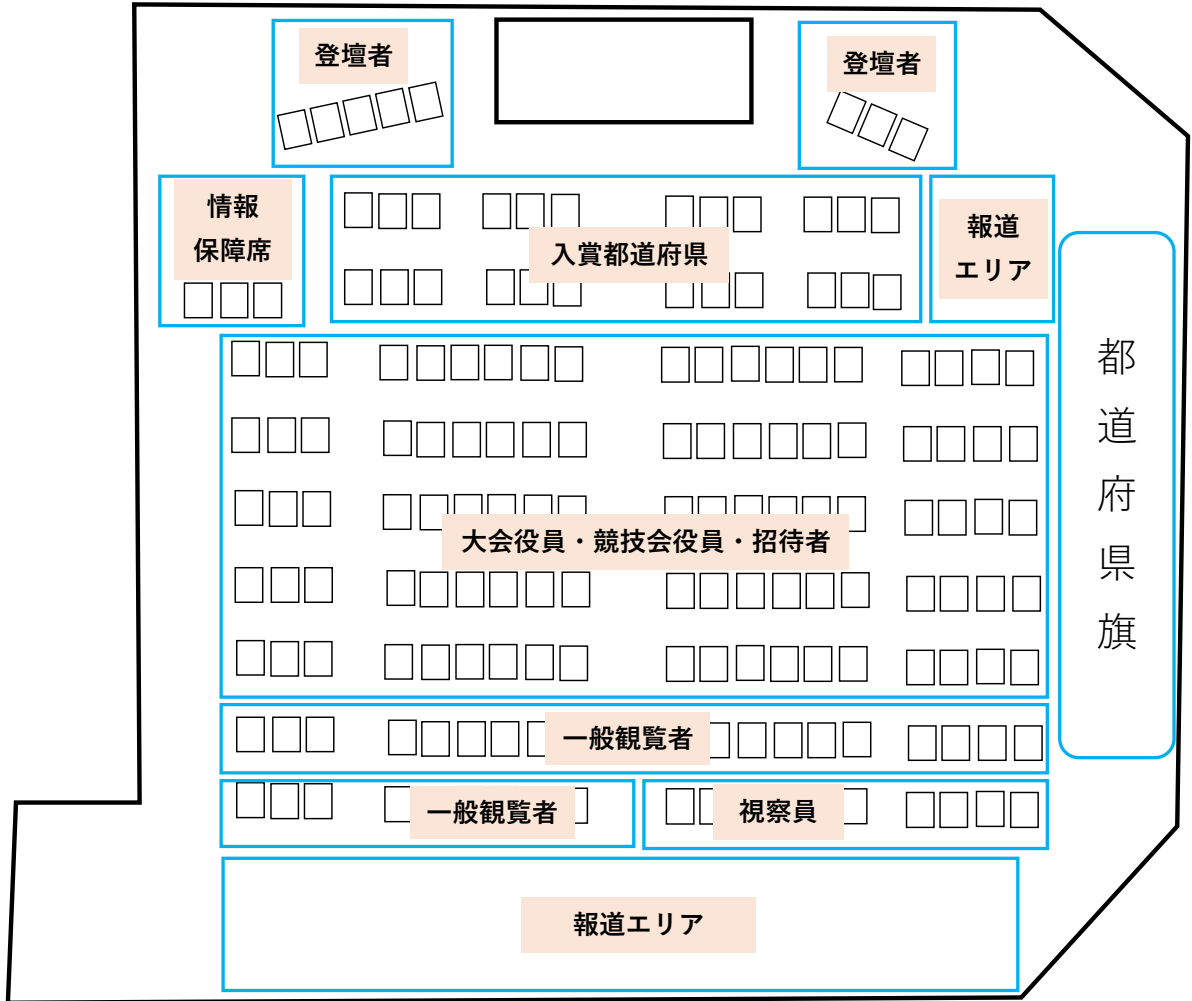 登壇者
登壇者
情報
保障席
入賞都道府県
報道
エリア
都道府県旗
大会役員・競技会役員・招待者
一般観覧者
一般観覧者
視察員
報道エリア